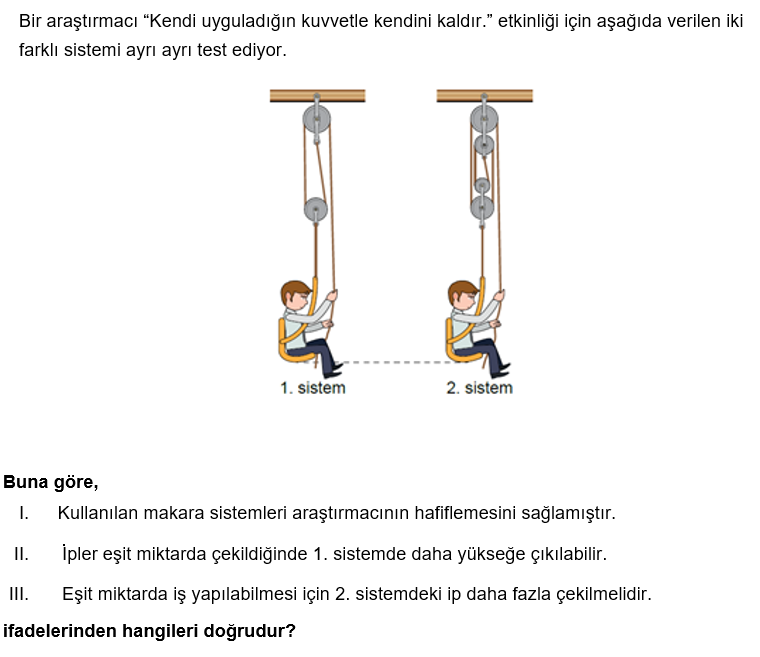 Bir araştırmacı “Kendi uyguladığın kuvvetle kendini kaldır.” etkinliği için aşağıda verilen iki
farklı sistemi ayrı ayrı test ediyor.
1. sistem 2. sistem
Buna göre,
I. Kullanılan makara sistemleri araştırmacının hafiflemesini sağlamıştır.
II. İpler eşit miktarda çekildiğinde 1. sistemde daha yükseğe çıkılabilir.
III. Eşit miktarda iş yapılabilmesi için 2. sistemdeki ip daha fazla çekilmelidir.
ifadelerinden hangileri doğrudur?